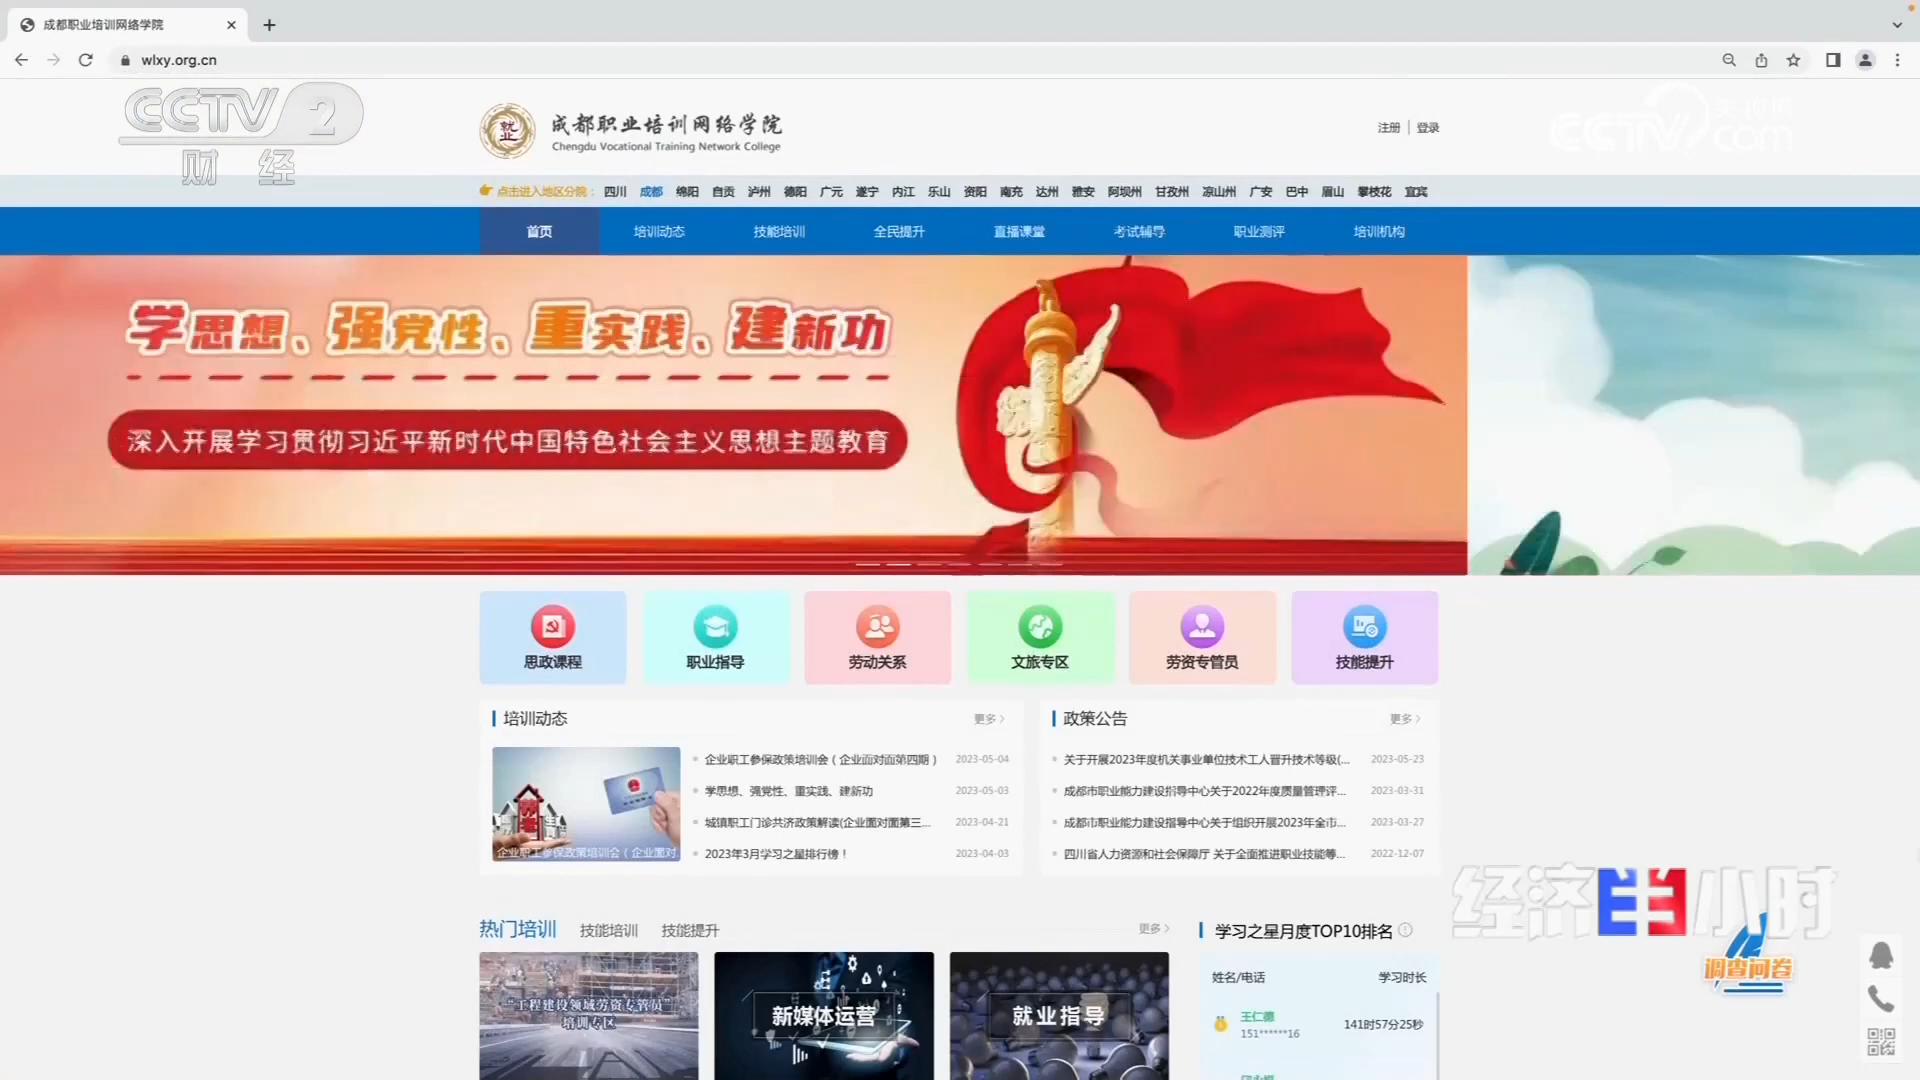 成都职业培训网络学院
wlxy.org.cn
CCTV 2
财 经
成都职业培训网络学院
Chengdu Vocational Training Network College
注册 | 登录
央视网
CCTV.com
点击进入地区分院： 四川 成都 绵阳 自贡 泸州 德阳 广元 遂宁 内江 乐山 资阳 南充 达州 雅安 阿坝州 甘孜州 凉山州 广安 巴中 眉山 攀枝花 宜宾
首页 培训动态 技能培训 全民提升 直播课堂 考试辅导 职业测评 培训机构
学思想、强党性、重实践、建新功
深入开展学习贯彻习近平新时代中国特色社会主义思想主题教育
思政课程 职业指导 劳动关系 文旅专区 劳资专管员 技能提升
培训动态 更多
企业职工参保政策培训会（企业面对
企业职工参保政策培训会（企业面对面第四期） 2023-05-04
学思想、强党性、重实践、建新功 2023-05-03
城镇职工门诊共济政策解读(企业面对面第三... 2023-04-21
2023年3月学习之星排行榜！ 2023-04-03
政策公告 更多
关于开展2023年度机关事业单位技术工人晋升技术等级(... 2023-05-23
成都市职业能力建设指导中心关于2022年度质量管理评... 2023-03-31
成都市职业能力建设指导中心关于组织开展2023年全市... 2023-03-27
四川省人力资源和社会保障厅 关于全面推进职业技能等... 2022-12-07
经济半小时
调查问卷
热门培训 技能培训 技能提升 更多
“工程建设领域劳资专管员”
培训专区
新媒体运营
就业指导
学习之星月度TOP10排名
姓名/电话 学习时长
王仁德
151******16 141时57分25秒